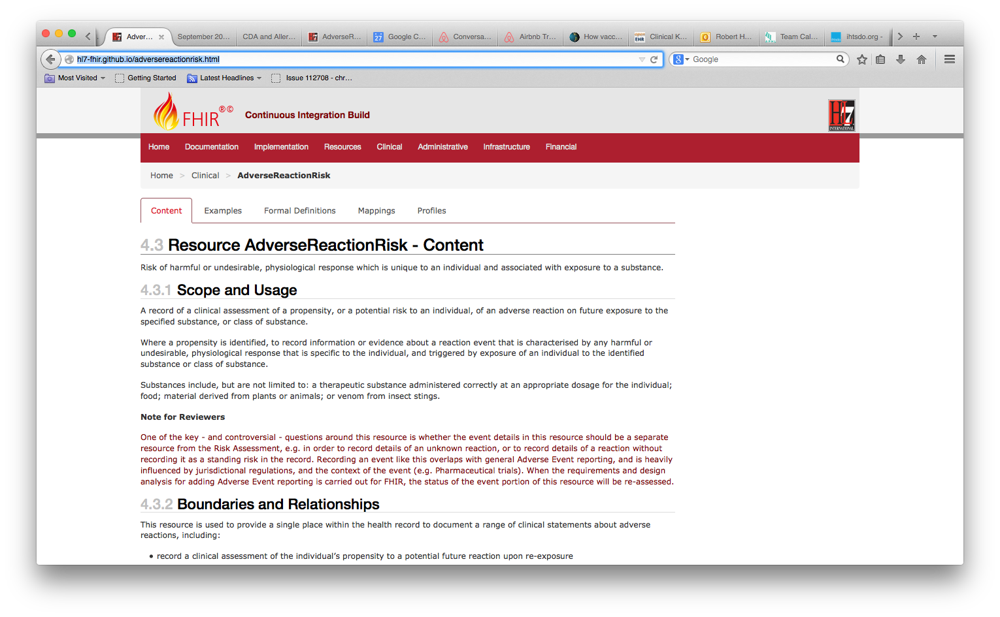 Adver...
September 20...
CDA and Aller...
AdverseR...
27
Google C...
Conversa...
Airbnb Tr...
How vacc...
open
EHR
Clinical K...
Robert H...
Team Cal...
ihtsdo
ihtsdo.org -
hl7-fhir.github.io/adversereactionrisk.html
8
Google
Most Visited
Getting Started
Latest Headlines
Issue 112708 - chr...
FHIR®©
Continuous Integration Build
HL7
INTERNATIONAL
Home Documentation Implementation Resources Clinical Administrative Infrastructure Financial
Home > Clinical > AdverseReactionRisk
Content Examples Formal Definitions Mappings Profiles
4.3 Resource AdverseReactionRisk - Content
Risk of harmful or undesirable, physiological response which is unique to an individual and associated with exposure to a substance.
4.3.1 Scope and Usage
A record of a clinical assessment of a propensity, or a potential risk to an individual, of an adverse reaction on future exposure to the
specified substance, or class of substance.
Where a propensity is identified, to record information or evidence about a reaction event that is characterised by any harmful or
undesirable, physiological response that is specific to the individual, and triggered by exposure of an individual to the identified
substance or class of substance.
Substances include, but are not limited to: a therapeutic substance administered correctly at an appropriate dosage for the individual;
food; material derived from plants or animals; or venom from insect stings.
Note for Reviewers
One of the key - and controversial - questions around this resource is whether the event details in this resource should be a separate
resource from the Risk Assessment, e.g. in order to record details of an unknown reaction, or to record details of a reaction without
recording it as a standing risk in the record. Recording an event like this overlaps with general Adverse Event reporting, and is heavily
influenced by jurisdictional regulations, and the context of the event (e.g. Pharmaceutical trials). When the requirements and design
analysis for adding Adverse Event reporting is carried out for FHIR, the status of the event portion of this resource will be re-assessed.
4.3.2 Boundaries and Relationships
This resource is used to provide a single place within the health record to document a range of clinical statements about adverse
reactions, including:
• record a clinical assessment of the individual's propensity to a potential future reaction upon re-exposure